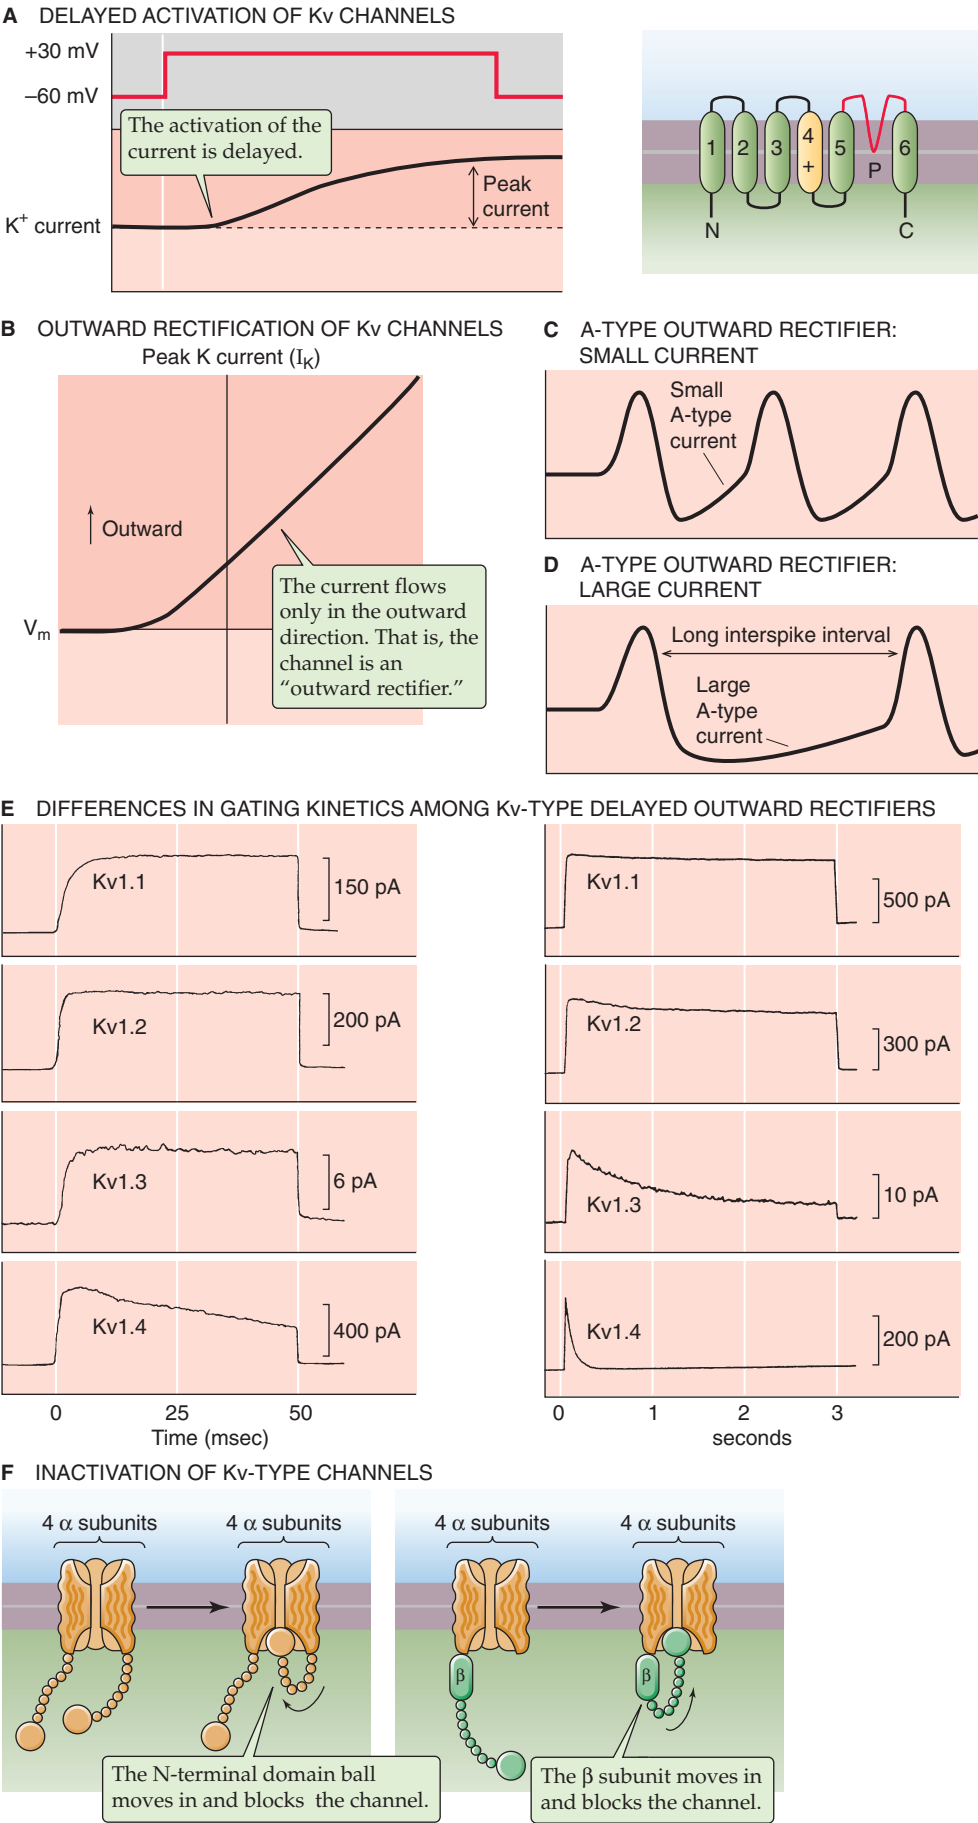 A DELAYED ACTIVATION OF Kv CHANNELS
+30 mV
–60 mV
The activation of the
current is delayed.
Peak
current
K+ current
1
2
3
4
+
5
P
6
N
C
B OUTWARD RECTIFICATION OF Kv CHANNELS
Peak K current (IK)
Outward
Vm
The current flows
only in the outward
direction. That is, the
channel is an
“outward rectifier.”
C A-TYPE OUTWARD RECTIFIER:
SMALL CURRENT
Small
A-type
current
D A-TYPE OUTWARD RECTIFIER:
LARGE CURRENT
Long interspike interval
Large
A-type
current
E DIFFERENCES IN GATING KINETICS AMONG Kv-TYPE DELAYED OUTWARD RECTIFIERS
Kv1.1
150 pA
Kv1.2
200 pA
Kv1.3
6 pA
Kv1.4
400 pA
0 25 50
Time (msec)
Kv1.1
500 pA
Kv1.2
300 pA
Kv1.3
10 pA
Kv1.4
200 pA
0 1 2 3
seconds
F INACTIVATION OF Kv-TYPE CHANNELS
4 α subunits
4 α subunits
4 α subunits
4 α subunits
β
β
The N-terminal domain ball
moves in and blocks the channel.
The β subunit moves in
and blocks the channel.